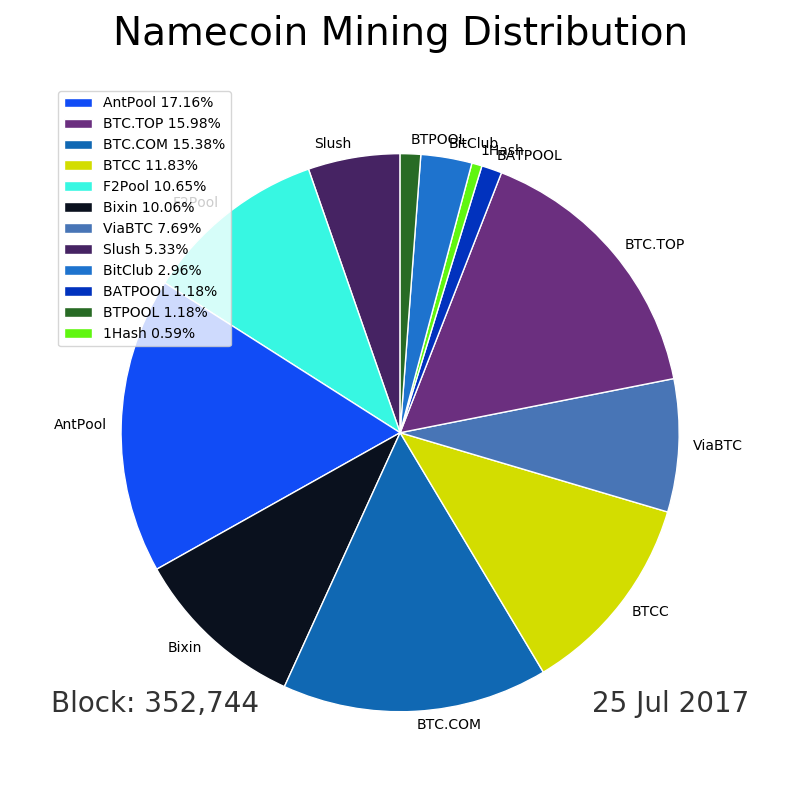 Namecoin Mining Distribution
AntPool 17.16%
BTC.TOP 15.98%
BTC.COM 15.38%
BTCC 11.83%
F2Pool 10.65%
Bixin 10.06%
ViaBTC 7.69%
Slush 5.33%
BitClub 2.96%
BATPOOL 1.18%
BTPOOL 1.18%
1Hash 0.59%
Slush
BTPOOL
BitClub
1Hash
BATPOOL
F2Pool
BTC.TOP
AntPool
ViaBTC
BTCC
Bixin
BTC.COM
Block: 352,744
25 Jul 2017